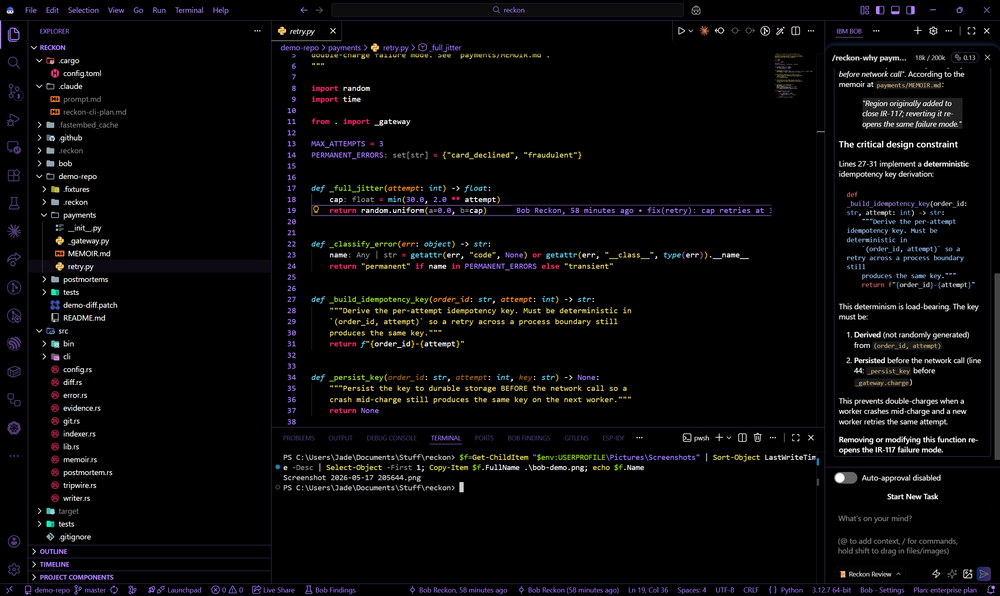 File Edit Selection View Go Run Terminal Help
reckon
EXPLORER
RECKON
.cargo
config.toml
.claude
prompt.md
reckon-cli-plan.md
.fastembed_cache
.github
.reckon
bob
demo-repo
.fixtures
.reckon
payments
__init__.py
_gateway.py
MEMOIR.md
retry.py
postmortems
tests
demo-diff.patch
README.md
src
bin
cli
config.rs
diff.rs
error.rs
evidence.rs
git.rs
indexer.rs
lib.rs
memoir.rs
postmortem.rs
tripwire.rs
writer.rs
target
tests
.gitignore
OUTLINE
TIMELINE
PROJECT COMPONENTS
3
retry.py
demo-repo > payments > retry.py > _full_jitter
5 double-charge failure mode. See `payments/MEMOIR.md`.
6 """
7
8 import random
9 import time
10
11 from . import _gateway
12
13 MAX_ATTEMPTS = 3
14 PERMANENT_ERRORS: set[str] = {"card_declined", "fraudulent"}
15
16
17 def _full_jitter(attempt: int) -> float:
18 cap: float = min(30.0, 2.0 ** attempt)
19 return random.uniform(a=0.0, b=cap) Bob Reckon, 58 minutes ago • fix(retry): cap retries at 3
20
21
22 def _classify_error(err: object) -> str:
23 name: Any | str = getattr(err, "code", None) or getattr(err, "__class__", type(err)).__name__
24 return "permanent" if name in PERMANENT_ERRORS else "transient"
25
26
27 def _build_idempotency_key(order_id: str, attempt: int) -> str:
28 """Derive the per-attempt idempotency key. Must be deterministic in
29 `(order_id, attempt)` so a retry across a process boundary still
30 produces the same key."""
31 return f"{order_id}-{attempt}"
32
33
34 def _persist_key(order_id: str, attempt: int, key: str) -> None:
35 """Persist the key to durable storage BEFORE the network call so a
36 crash mid-charge still produces the same key on the next worker."""
37 return None
38
PROBLEMS OUTPUT DEBUG CONSOLE TERMINAL PORTS BOB FINDINGS GITLENS ESP-IDF
pwsh
PS C:\Users\Jade\Documents\Stuff\reckon> $f=Get-ChildItem "$env:USERPROFILE\Pictures\Screenshots" | Sort-Object LastWriteTim
e -Desc | Select-Object -First 1; Copy-Item $f.FullName .\bob-demo.png; echo $f.Name
Screenshot 2026-05-17 205644.png
PS C:\Users\Jade\Documents\Stuff\reckon>
IBM BOB
/reckon-why paym... 18k / 200k 0.13
before network call". According to the
memoir at payments/MEMOIR.md:
"Region originally added to
close IR-117; reverting it re-
opens the same failure mode."
The critical design constraint
Lines 27-31 implement a deterministic
idempotency key derivation:
def
_build_idempotency_key(order_id:
str, attempt: int) -> str:
"""Derive the per-attempt
idempotency key. Must be
deterministic in
`(order_id, attempt)` so a
retry across a process boundary
still
produces the same key."""
return f"{order_id}-{attempt}"
This determinism is load-bearing. The key
must be:
1. Derived (not randomly generated)
from (order_id, attempt)
2. Persisted before the network call (line
44: _persist_key before
_gateway.charge)
This prevents double-charges when a
worker crashes mid-charge and a new
worker retries the same attempt.
Removing or modifying this function re-
opens the IR-117 failure mode.
Auto-approval disabled
Start New Task
What's on your mind?
(@ to add context, / for commands,
hold shift to drag in files/images)
Reckon Review
demo-repo master Launchpad 0 0 Live Share Bob Findings Bob Reckon, 58 minutes ago Bob Reckon (58 minutes ago) Ln 19, Col 36 Spaces: 4 UTF-8 CRLF { } Python 3.12.7 64-bit Bob - Settings Plan: enterprise plan